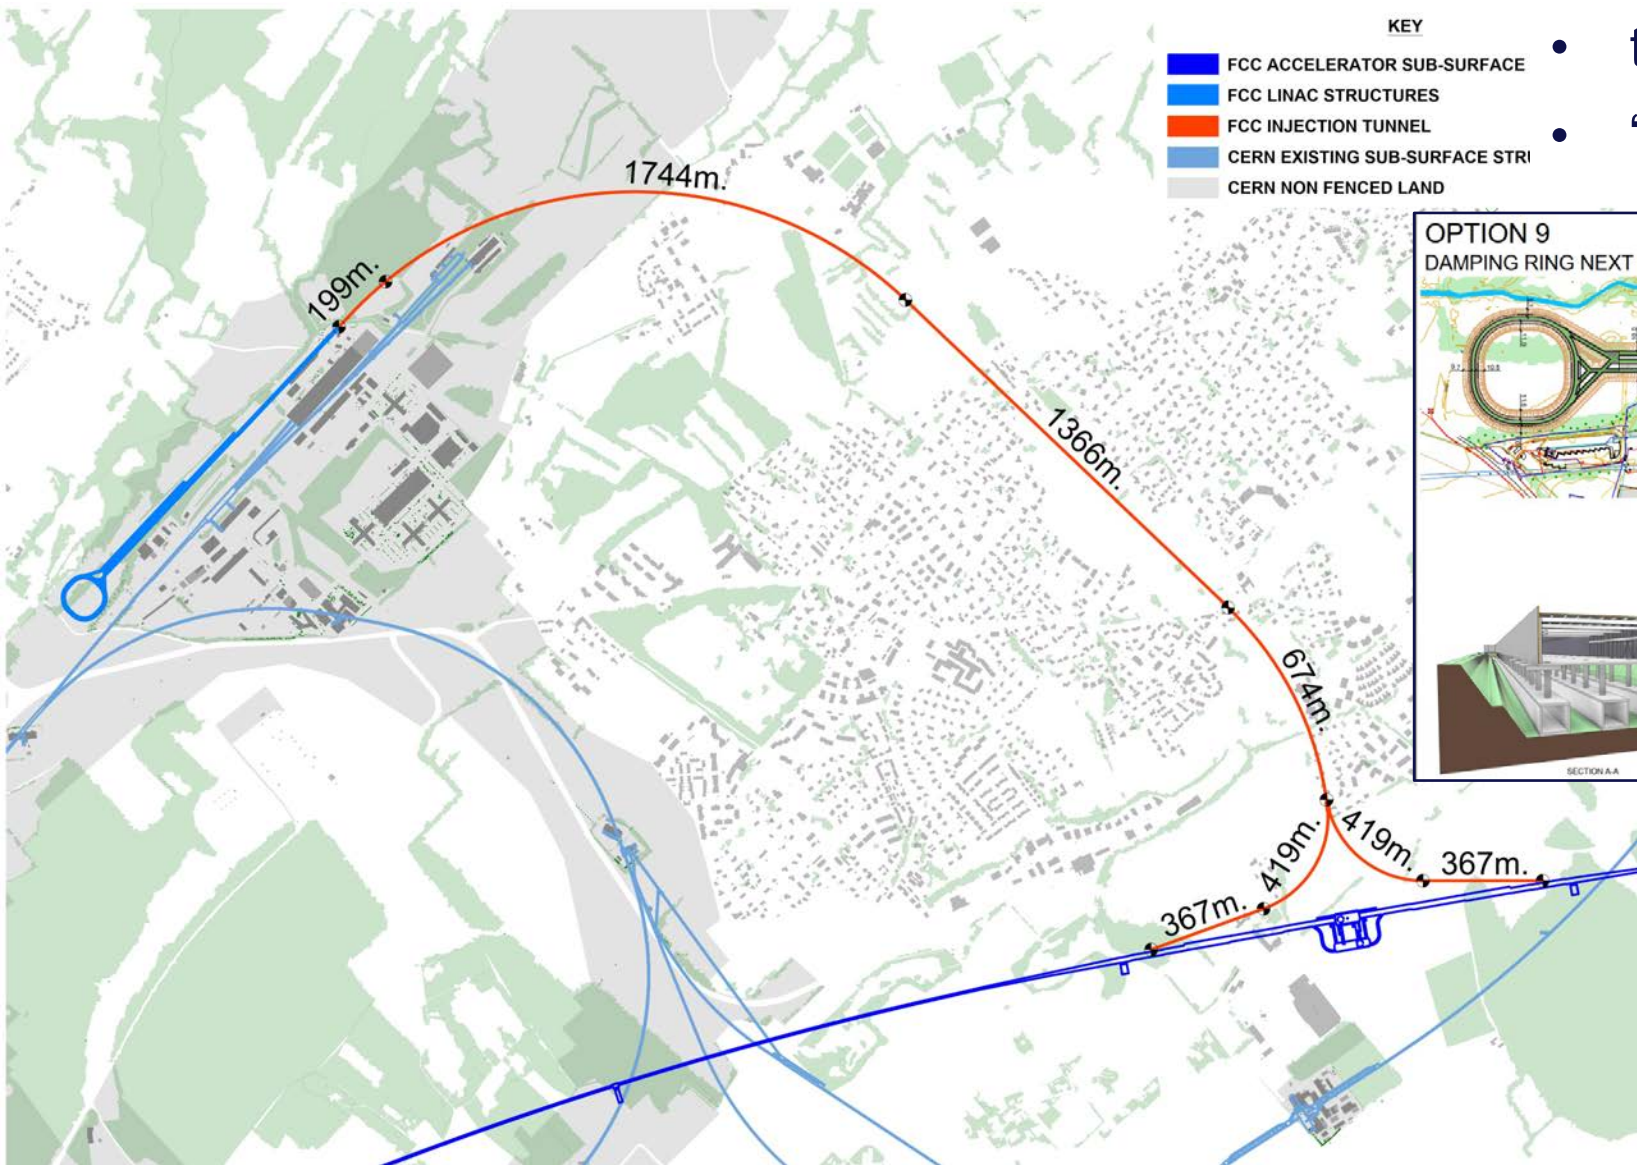 KEY
FCC ACCELERATOR SUB-SURFACE
FCC LINAC STRUCTURES
FCC INJECTION TUNNEL
CERN EXISTING SUB-SURFACE STRU
CERN NON FENCED LAND
• t
• “
1744m.
199m.
1366m.
674m.
419m.
419m.
367m.
367m.
OPTION 9
DAMPING RING NEXT
SECTION A-A